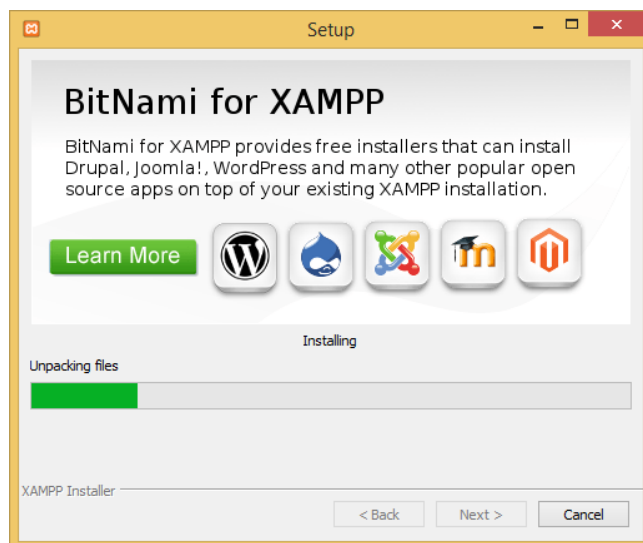 Setup
BitNami for XAMPP
BitNami for XAMPP provides free installers that can install
Drupal, Joomla!, WordPress and many other popular open
source apps on top of your existing XAMPP installation.
Learn More
Installing
Unpacking files
XAMPP Installer
< Back Next > Cancel